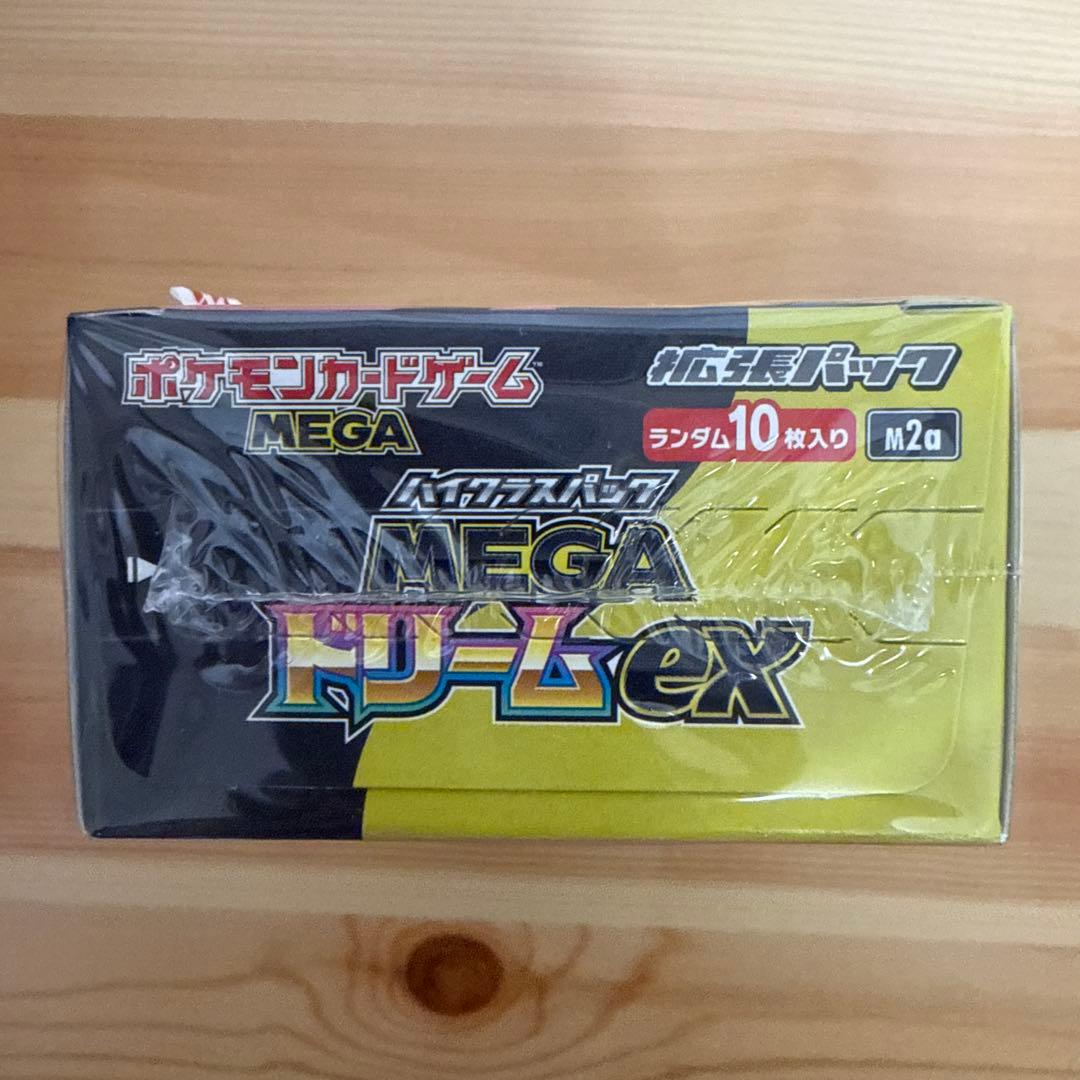 ポケモンカードゲーム™
MEGA
拡張パック
ランダム10枚入り
M2a
ハイクラスパック
MEGA
ドリームex